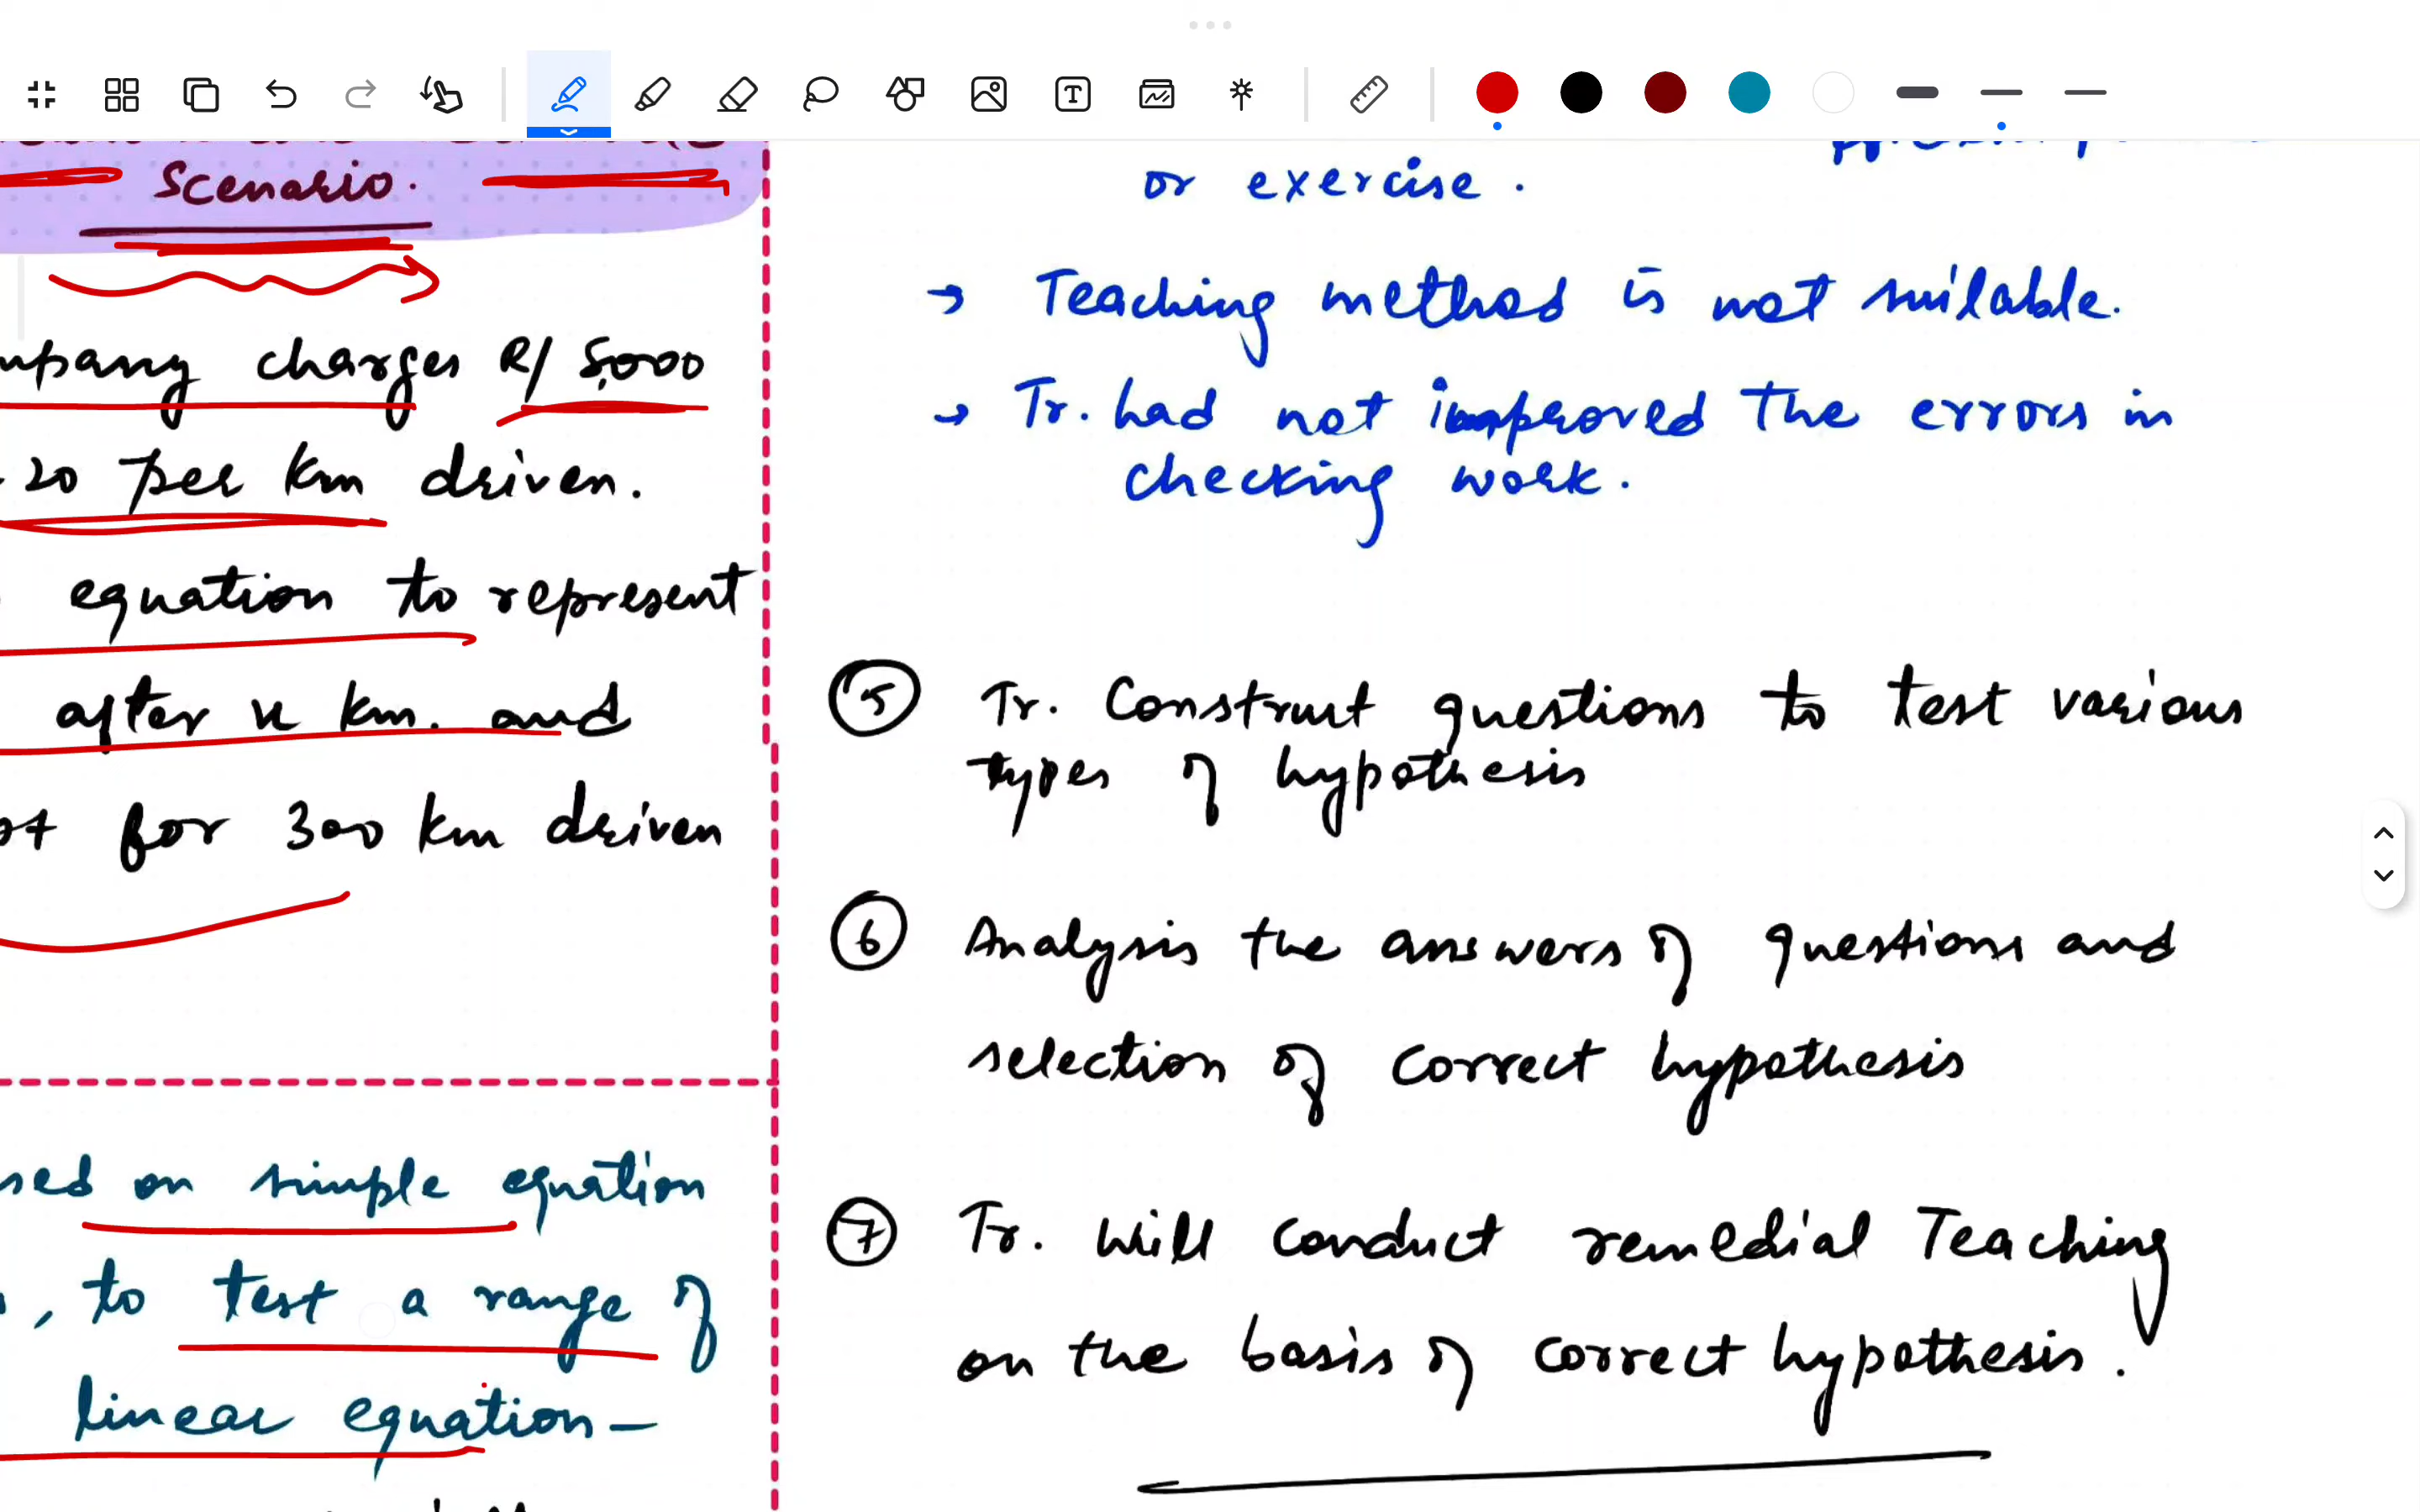 Scenario.
mpany charges R/ 5,000
20 per km driven.
equation to represent
after x km. and
for 300 km driven
sed on simple equation
, to test a range of
linear equation –
or exercise.
→ Teaching method is not suitable.
→ Tr. had not improved the errors in
checking work.
5 Tr. Construct questions to test various
types of hypothesis
6 Analysis the answers of questions and
selection of correct hypothesis
7 Tr. will conduct remedial Teaching
on the basis of correct hypothesis.